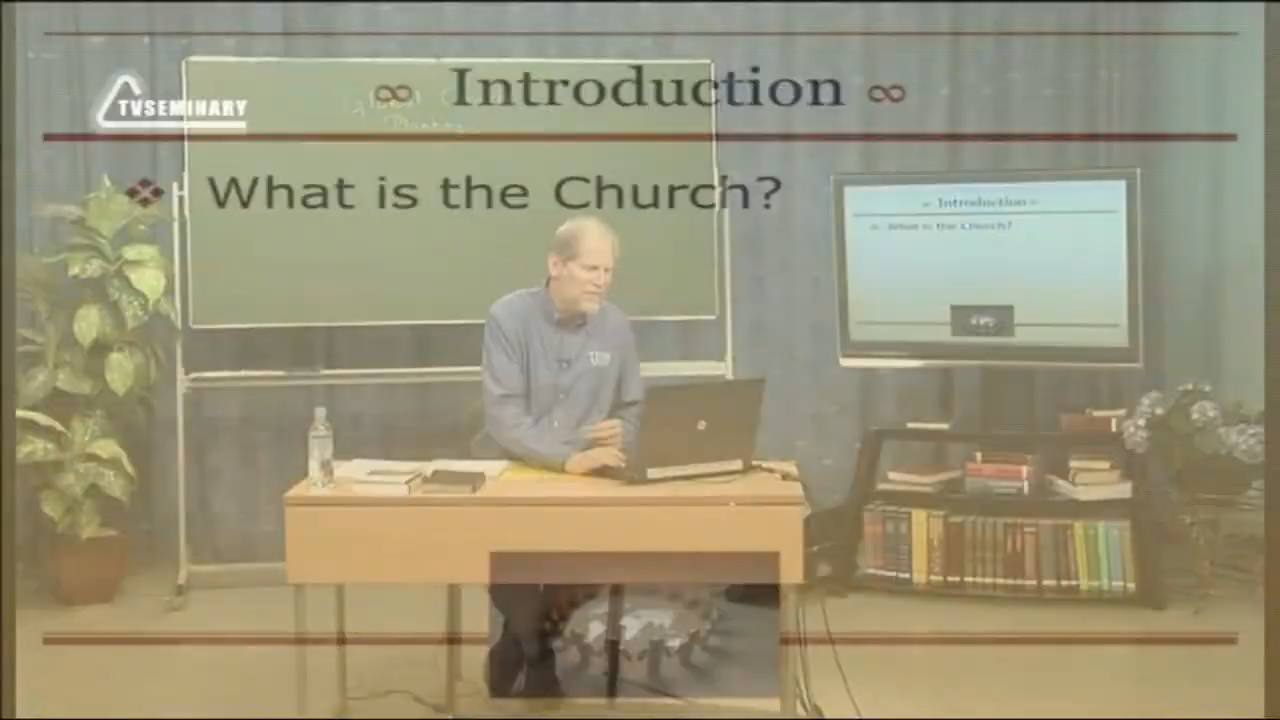 ∞ Introduction ∞
TVSEMINARY
What is the Church?
Introduction
What is the Church?